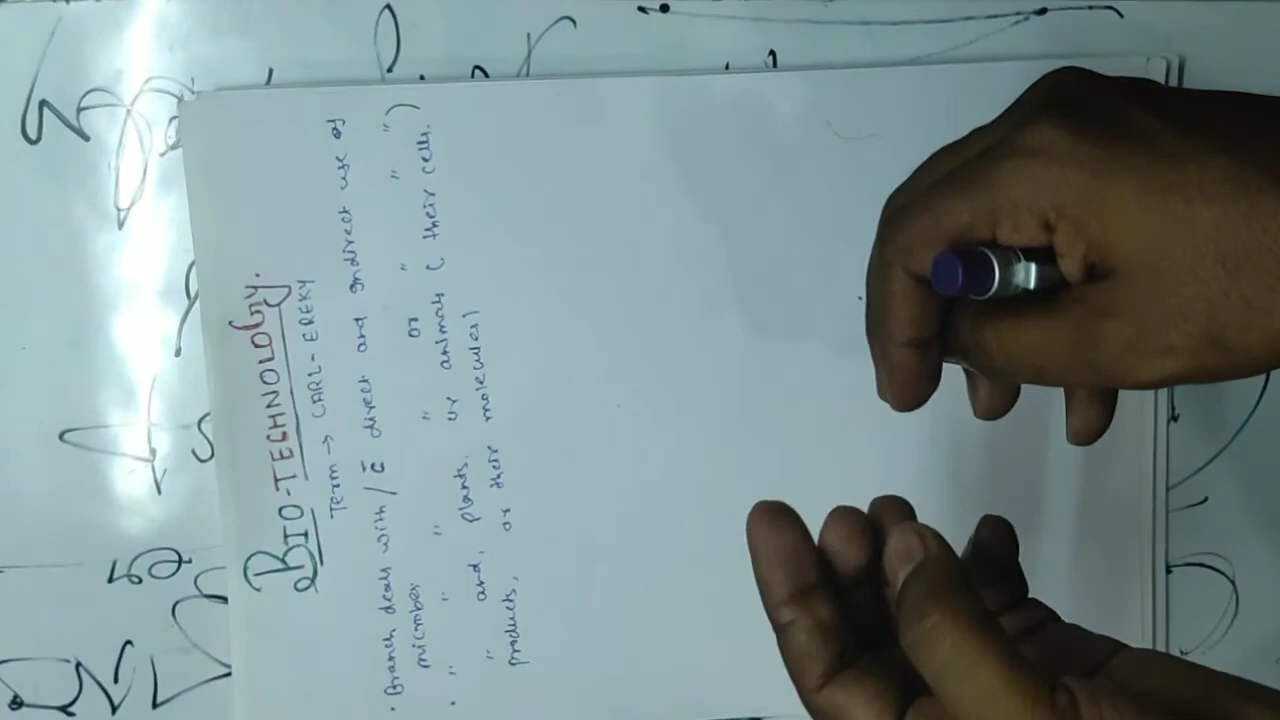 BIO-TECHNOLOGY.
Term → CARL-EREKY
• Branch deals with / c̄ direct and indirect use of
microbes " or " " )
• " " " and, plants, or animals ( their cells.
" products, or their molecules )